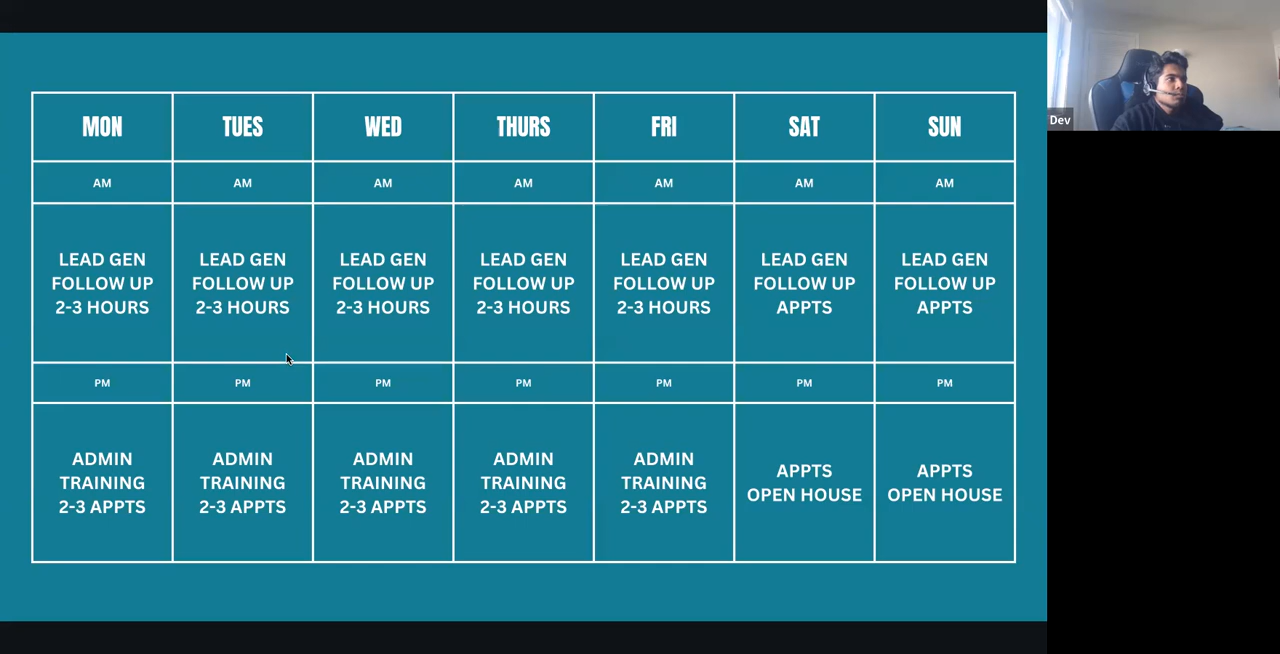 MON
TUES
WED
THURS
FRI
SAT
SUN
AM
AM
AM
AM
AM
AM
AM
LEAD GEN
FOLLOW UP
2-3 HOURS
LEAD GEN
FOLLOW UP
2-3 HOURS
LEAD GEN
FOLLOW UP
2-3 HOURS
LEAD GEN
FOLLOW UP
2-3 HOURS
LEAD GEN
FOLLOW UP
2-3 HOURS
LEAD GEN
FOLLOW UP
APPTS
LEAD GEN
FOLLOW UP
APPTS
PM
PM
PM
PM
PM
PM
PM
ADMIN
TRAINING
2-3 APPTS
ADMIN
TRAINING
2-3 APPTS
ADMIN
TRAINING
2-3 APPTS
ADMIN
TRAINING
2-3 APPTS
ADMIN
TRAINING
2-3 APPTS
APPTS
OPEN HOUSE
APPTS
OPEN HOUSE
Dev